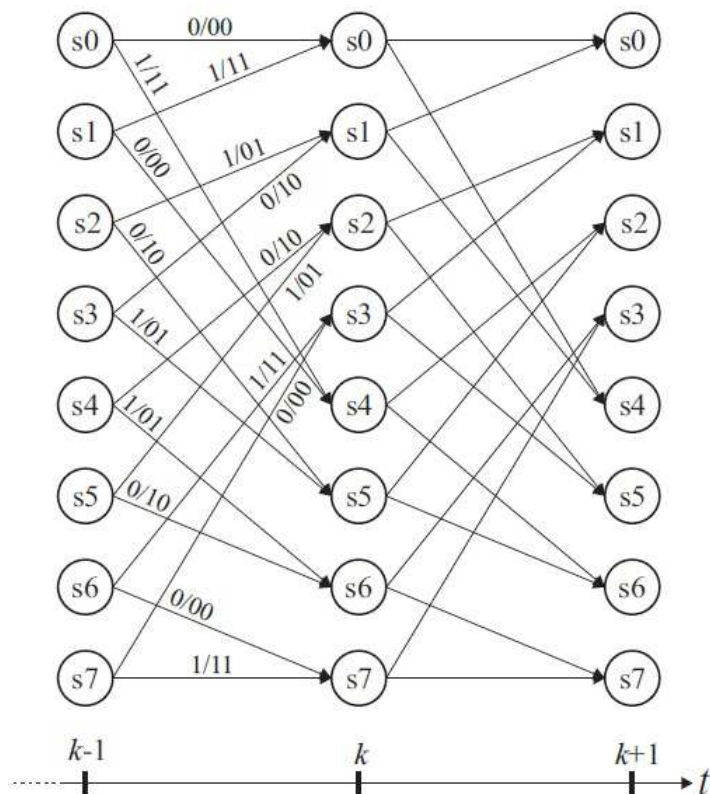 s0 0/00 s0 s0
1/11
1/11
s1 s1 s1
0/00
1/01
0/10
s2 s2 s2
0/10
0/10
1/01
s3 s3 s3
1/01
1/11
0/00
s4 s4 s4
1/01
s5 s5 s5
0/10
s6 s6 s6
0/00
s7 1/11 s7 s7
k-1 k k+1
t